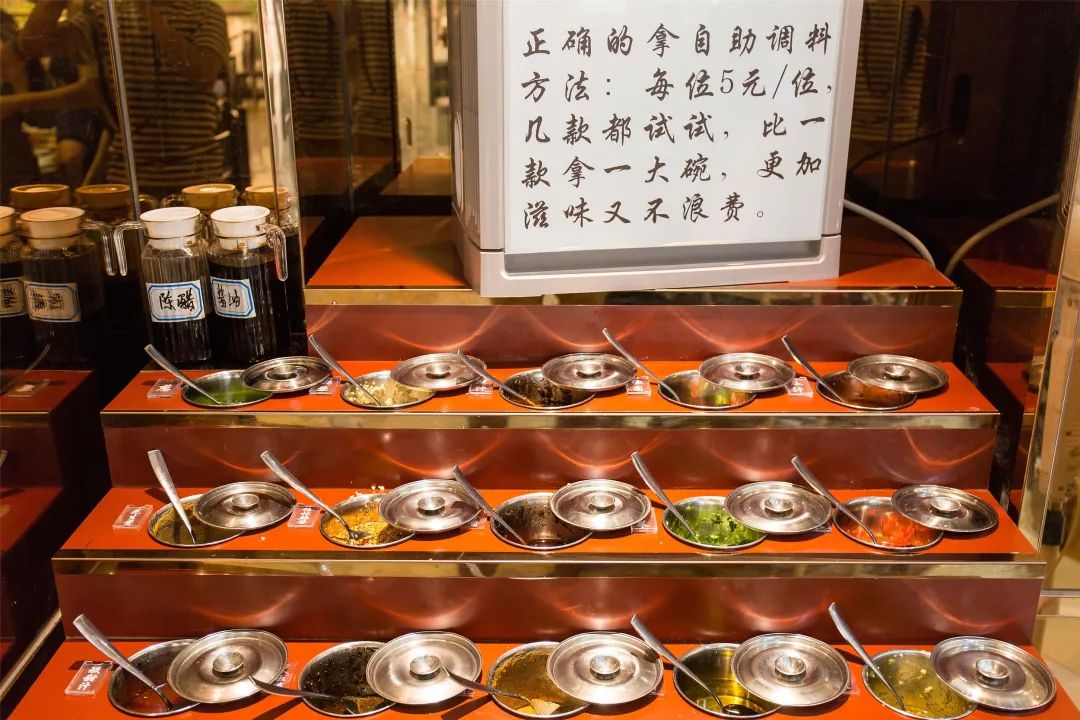 正确的拿自助调料
方法：每位5元/位，
几款都试试，比一
款拿一大碗，更加
滋味又不浪费。
陈醋
酱油